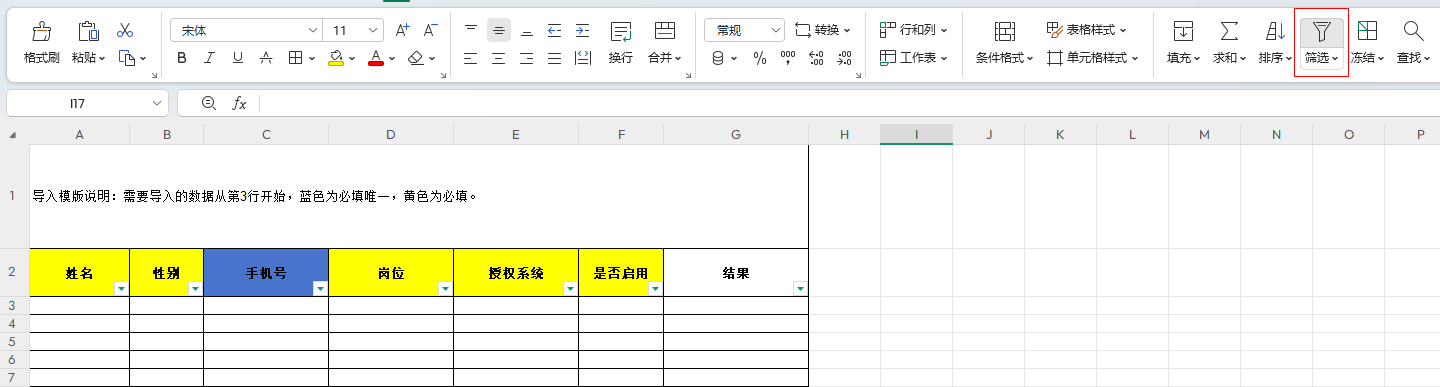 宋体 11 A⁺ A⁻ 常规 转换 行和列 表格样式
格式刷 粘贴 B I U A A 换行 合并 % 000 条件格式 填充 求和 排序 筛选 冻结 查找
工作表 单元格样式
I17 fx
A B C D E F G H I J K L M N O P
1 导入模版说明：需要导入的数据从第3行开始，蓝色为必填唯一，黄色为必填。
2 姓名 性别 手机号 岗位 授权系统 是否启用 结果
3
4
5
6
7